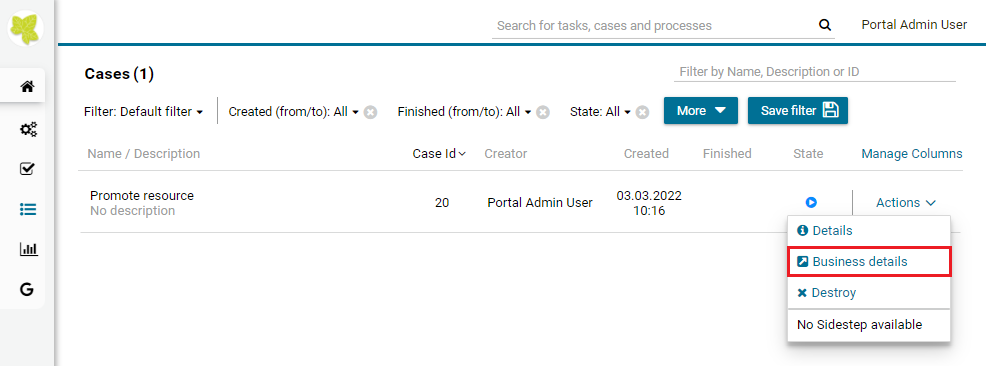 Search for tasks, cases and processes Portal Admin User
Cases (1) Filter by Name, Description or ID
Filter: Default filter Created (from/to): All Finished (from/to): All State: All More Save filter
Name / Description Case Id Creator Created Finished State Manage Columns
Promote resource 20 Portal Admin User 03.03.2022 Actions
No description 10:16
Details
Business details
Destroy
No Sidestep available
G